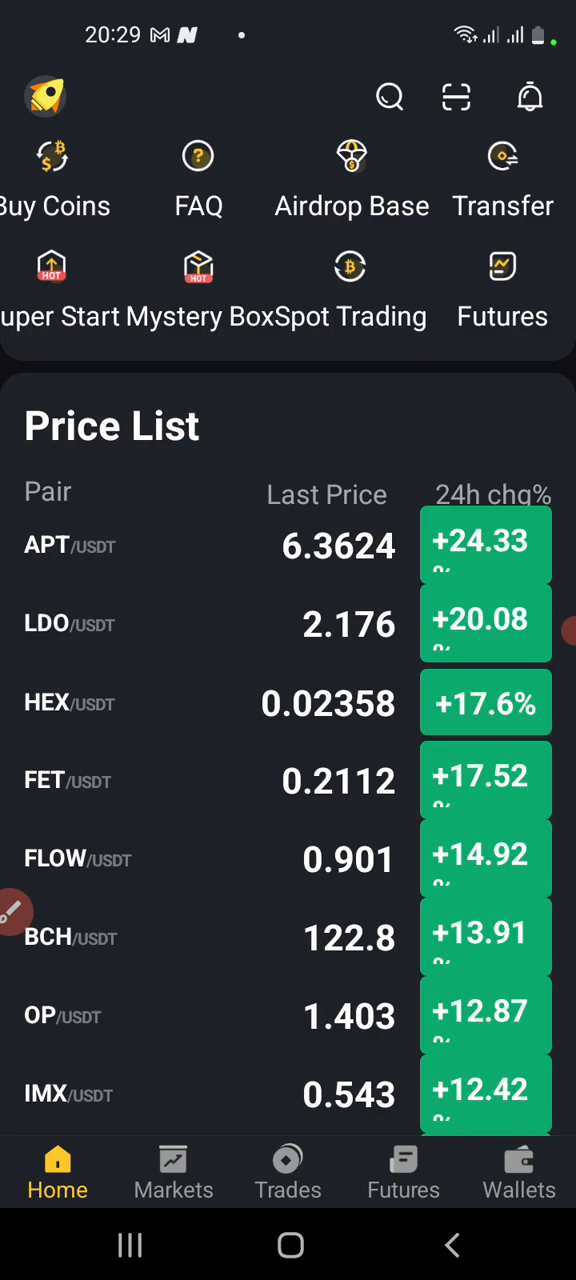 20:29
Buy Coins FAQ Airdrop Base Transfer
HOT HOT
uper Start Mystery Box Spot Trading Futures
Price List
Pair Last Price 24h chg%
APT/USDT 6.3624 +24.33%
LDO/USDT 2.176 +20.08%
HEX/USDT 0.02358 +17.6%
FET/USDT 0.2112 +17.52%
FLOW/USDT 0.901 +14.92%
BCH/USDT 122.8 +13.91%
OP/USDT 1.403 +12.87%
IMX/USDT 0.543 +12.42%
Home Markets Trades Futures Wallets